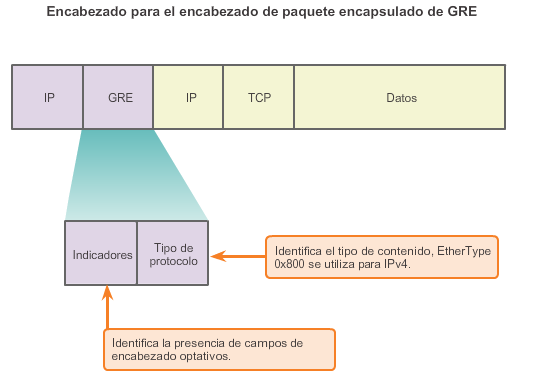 Encabezado para el encabezado de paquete encapsulado de GRE
IP GRE IP TCP Datos
Indicadores
Tipo de
protocolo
Identifica el tipo de contenido, EtherType
0x800 se utiliza para IPv4.
Identifica la presencia de campos de
encabezado optativos.